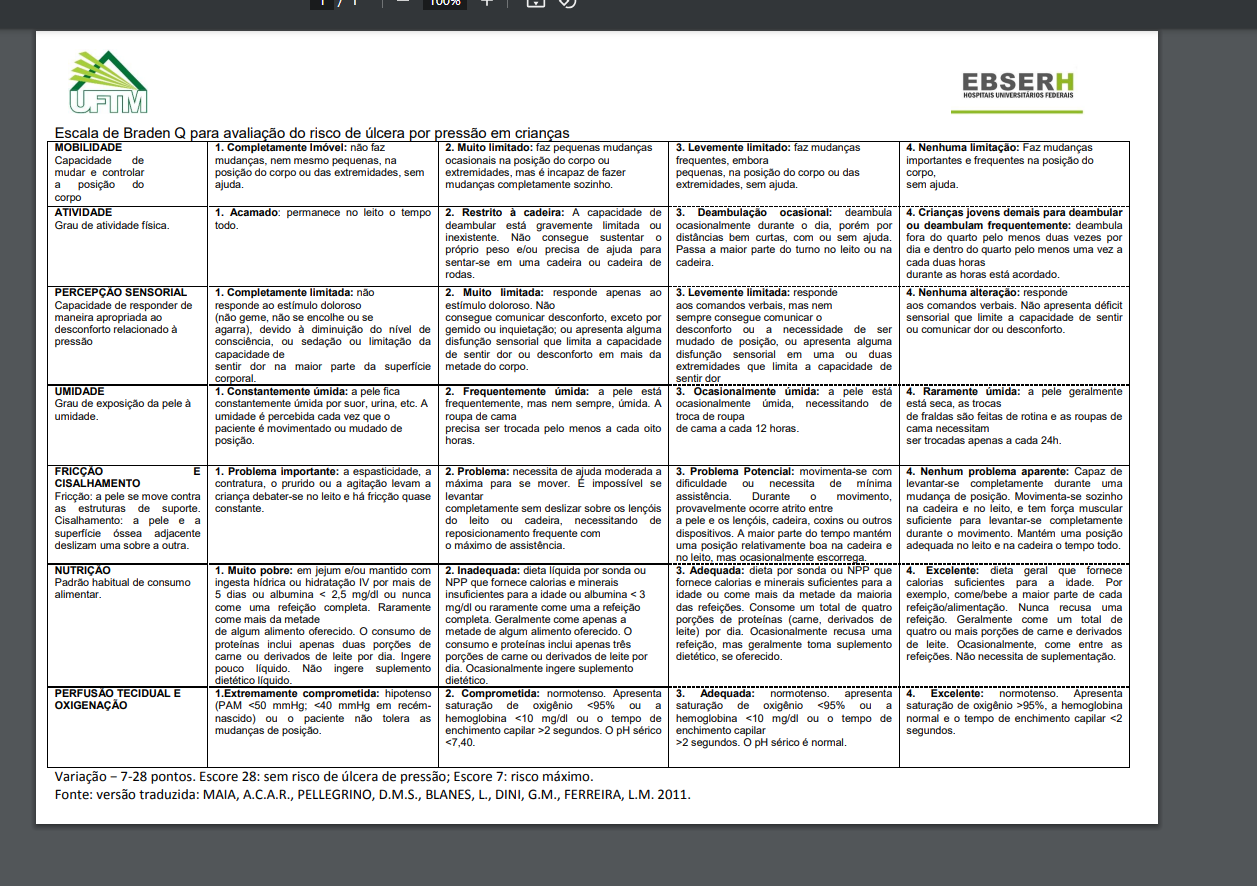 1 / 1 100%
UFTM
EBSERH
HOSPITAIS UNIVERSITÁRIOS FEDERAIS
Escala de Braden Q para avaliação do risco de úlcera por pressão em crianças
MOBILIDADE
Capacidade de
mudar e controlar
a posição do
corpo
1. Completamente Imóvel: não faz
mudanças, nem mesmo pequenas, na
posição do corpo ou das extremidades, sem
ajuda.
2. Muito limitado: faz pequenas mudanças
ocasionais na posição do corpo ou
extremidades, mas é incapaz de fazer
mudanças completamente sozinho.
3. Levemente limitado: faz mudanças
frequentes, embora
pequenas, na posição do corpo ou das
extremidades, sem ajuda.
4. Nenhuma limitação: Faz mudanças
importantes e frequentes na posição do
corpo,
sem ajuda.
ATIVIDADE
Grau de atividade física.
1. Acamado: permanece no leito o tempo
todo.
2. Restrito à cadeira: A capacidade de
deambular está gravemente limitada ou
inexistente. Não consegue sustentar o
próprio peso e/ou precisa de ajuda para
sentar-se em uma cadeira ou cadeira de
rodas.
3. Deambulação ocasional: deambula
ocasionalmente durante o dia, porém por
distâncias bem curtas, com ou sem ajuda.
Passa a maior parte do turno no leito ou na
cadeira.
4. Crianças jovens demais para deambular
ou deambulam frequentemente: deambula
fora do quarto pelo menos duas vezes por
dia e dentro do quarto pelo menos uma vez a
cada duas horas
durante as horas está acordado.
PERCEPÇÃO SENSORIAL
Capacidade de responder de
maneira apropriada ao
desconforto relacionado à
pressão
1. Completamente limitada: não
responde ao estímulo doloroso
(não geme, não se encolhe ou se
agarra), devido à diminuição do nível de
consciência, ou sedação ou limitação da
capacidade de
sentir dor na maior parte da superfície
corporal.
2. Muito limitada: responde apenas ao
estímulo doloroso. Não
consegue comunicar desconforto, exceto por
gemido ou inquietação; ou apresenta alguma
disfunção sensorial que limita a capacidade
de sentir dor ou desconforto em mais da
metade do corpo.
3. Levemente limitada: responde
aos comandos verbais, mas nem
sempre consegue comunicar o
desconforto ou a necessidade de ser
mudado de posição, ou apresenta alguma
disfunção sensorial em uma ou duas
extremidades que limita a capacidade de
sentir dor
4. Nenhuma alteração: responde
aos comandos verbais. Não apresenta déficit
sensorial que limite a capacidade de sentir
ou comunicar dor ou desconforto.
UMIDADE
Grau de exposição da pele à
umidade.
1. Constantemente úmida: a pele fica
constantemente úmida por suor, urina, etc. A
umidade é percebida cada vez que o
paciente é movimentado ou mudado de
posição.
2. Frequentemente úmida: a pele está
frequentemente, mas nem sempre, úmida. A
roupa de cama
precisa ser trocada pelo menos a cada oito
horas.
3. Ocasionalmente úmida: a pele está
ocasionalmente úmida, necessitando de
troca de roupa
de cama a cada 12 horas.
4. Raramente úmida: a pele geralmente
está seca, as trocas
de fraldas são feitas de rotina e as roupas de
cama necessitam
ser trocadas apenas a cada 24h.
FRICÇÃO E
CISALHAMENTO
Fricção: a pele se move contra
as estruturas de suporte.
Cisalhamento: a pele e a
superfície óssea adjacente
deslizam uma sobre a outra.
1. Problema importante: a espasticidade, a
contratura, o prurido ou a agitação levam a
criança debater-se no leito e há fricção quase
constante.
2. Problema: necessita de ajuda moderada a
máxima para se mover. É impossível se
levantar
completamente sem deslizar sobre os lençóis
do leito ou cadeira, necessitando de
reposicionamento frequente com
o máximo de assistência.
3. Problema Potencial: movimenta-se com
dificuldade ou necessita de mínima
assistência. Durante o movimento,
provavelmente ocorre atrito entre
a pele e os lençóis, cadeira, coxins ou outros
dispositivos. A maior parte do tempo mantém
uma posição relativamente boa na cadeira e
no leito, mas ocasionalmente escorrega.
4. Nenhum problema aparente: Capaz de
levantar-se completamente durante uma
mudança de posição. Movimenta-se sozinho
na cadeira e no leito, e tem força muscular
suficiente para levantar-se completamente
durante o movimento. Mantém uma posição
adequada no leito e na cadeira o tempo todo.
NUTRIÇÃO
Padrão habitual de consumo
alimentar.
1. Muito pobre: em jejum e/ou mantido com
ingesta hídrica ou hidratação IV por mais de
5 dias ou albumina < 2,5 mg/dl ou nunca
come uma refeição completa. Raramente
come mais da metade
de algum alimento oferecido. O consumo de
proteínas inclui apenas duas porções de
carne ou derivados de leite por dia. Ingere
pouco líquido. Não ingere suplemento
dietético líquido.
2. Inadequada: dieta líquida por sonda ou
NPP que fornece calorias e minerais
insuficientes para a idade ou albumina < 3
mg/dl ou raramente come uma a refeição
completa. Geralmente come apenas a
metade de algum alimento oferecido. O
consumo e proteínas inclui apenas três
porções de carne ou derivados de leite por
dia. Ocasionalmente ingere suplemento
dietético.
3. Adequada: dieta por sonda ou NPP que
fornece calorias e minerais suficientes para a
idade ou come mais da metade da maioria
das refeições. Consome um total de quatro
porções de proteínas (carne, derivados de
leite) por dia. Ocasionalmente recusa uma
refeição, mas geralmente toma suplemento
dietético, se oferecido.
4. Excelente: dieta geral que fornece
calorias suficientes para a idade. Por
exemplo, come/bebe a maior parte de cada
refeição/alimentação. Nunca recusa uma
refeição. Geralmente come um total de
quatro ou mais porções de carne e derivados
de leite. Ocasionalmente, come entre as
refeições. Não necessita de suplementação.
PERFUSÃO TECIDUAL E
OXIGENAÇÃO
1.Extremamente comprometida: hipotenso
(PAM <50 mmHg; <40 mmHg em recém-
nascido) ou o paciente não tolera as
mudanças de posição.
2. Comprometida: normotenso. Apresenta
saturação de oxigênio <95% ou a
hemoglobina <10 mg/dl ou o tempo de
enchimento capilar >2 segundos. O pH sérico
<7,40.
3. Adequada: normotenso. apresenta
saturação de oxigênio <95% ou a
hemoglobina <10 mg/dl ou o tempo de
enchimento capilar
>2 segundos. O pH sérico é normal.
4. Excelente: normotenso. Apresenta
saturação de oxigênio >95%, a hemoglobina
normal e o tempo de enchimento capilar <2
segundos.
Variação – 7-28 pontos. Escore 28: sem risco de úlcera de pressão; Escore 7: risco máximo.
Fonte: versão traduzida: MAIA, A.C.A.R., PELLEGRINO, D.M.S., BLANES, L., DINI, G.M., FERREIRA, L.M. 2011.